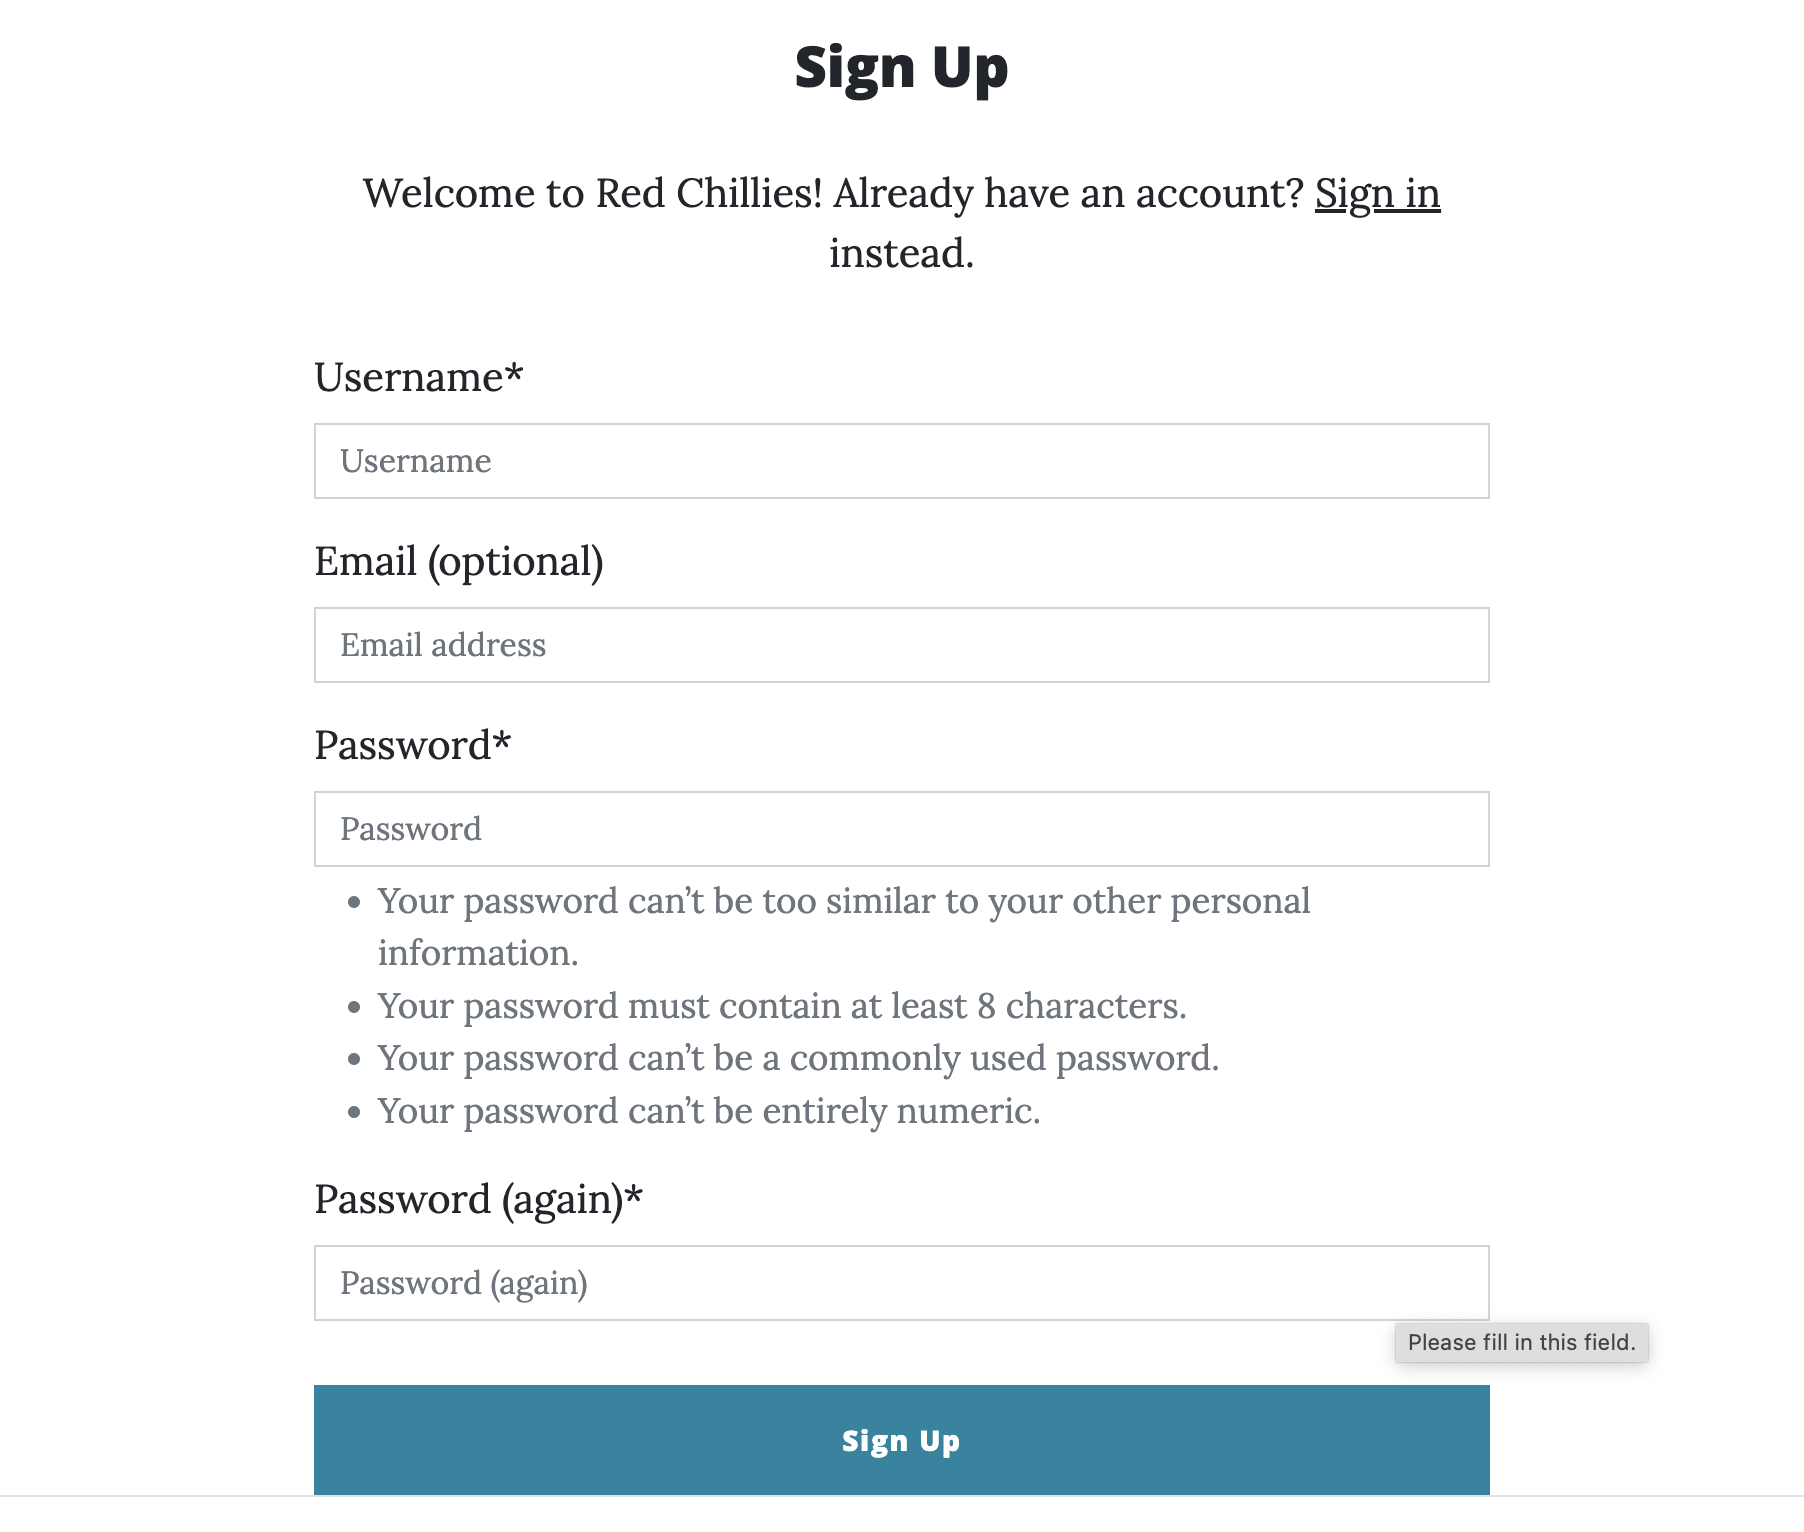 Sign Up
Welcome to Red Chillies! Already have an account? Sign in
instead.
Username*
Username
Email (optional)
Email address
Password*
Password
• Your password can’t be too similar to your other personal
information.
• Your password must contain at least 8 characters.
• Your password can’t be a commonly used password.
• Your password can’t be entirely numeric.
Password (again)*
Password (again)
Please fill in this field.
Sign Up